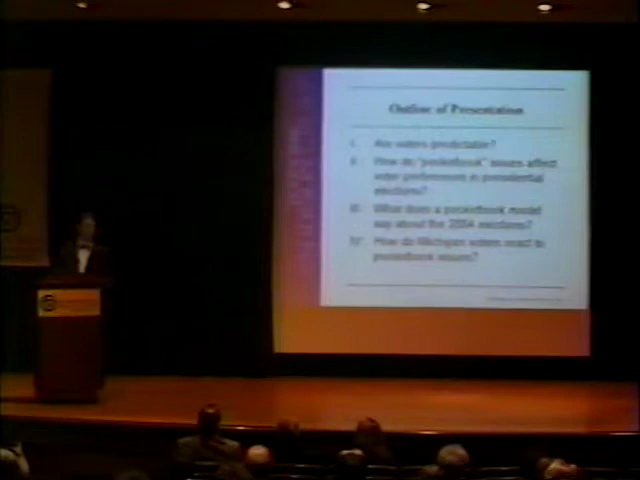 Outline of Presentation
I. Are voters predictable?
II. How do "pocketbook" issues affect
voter preferences in presidential
elections?
III. What does a pocketbook model
say about the 2004 elections?
IV. How do Michigan voters react to
pocketbook issues?